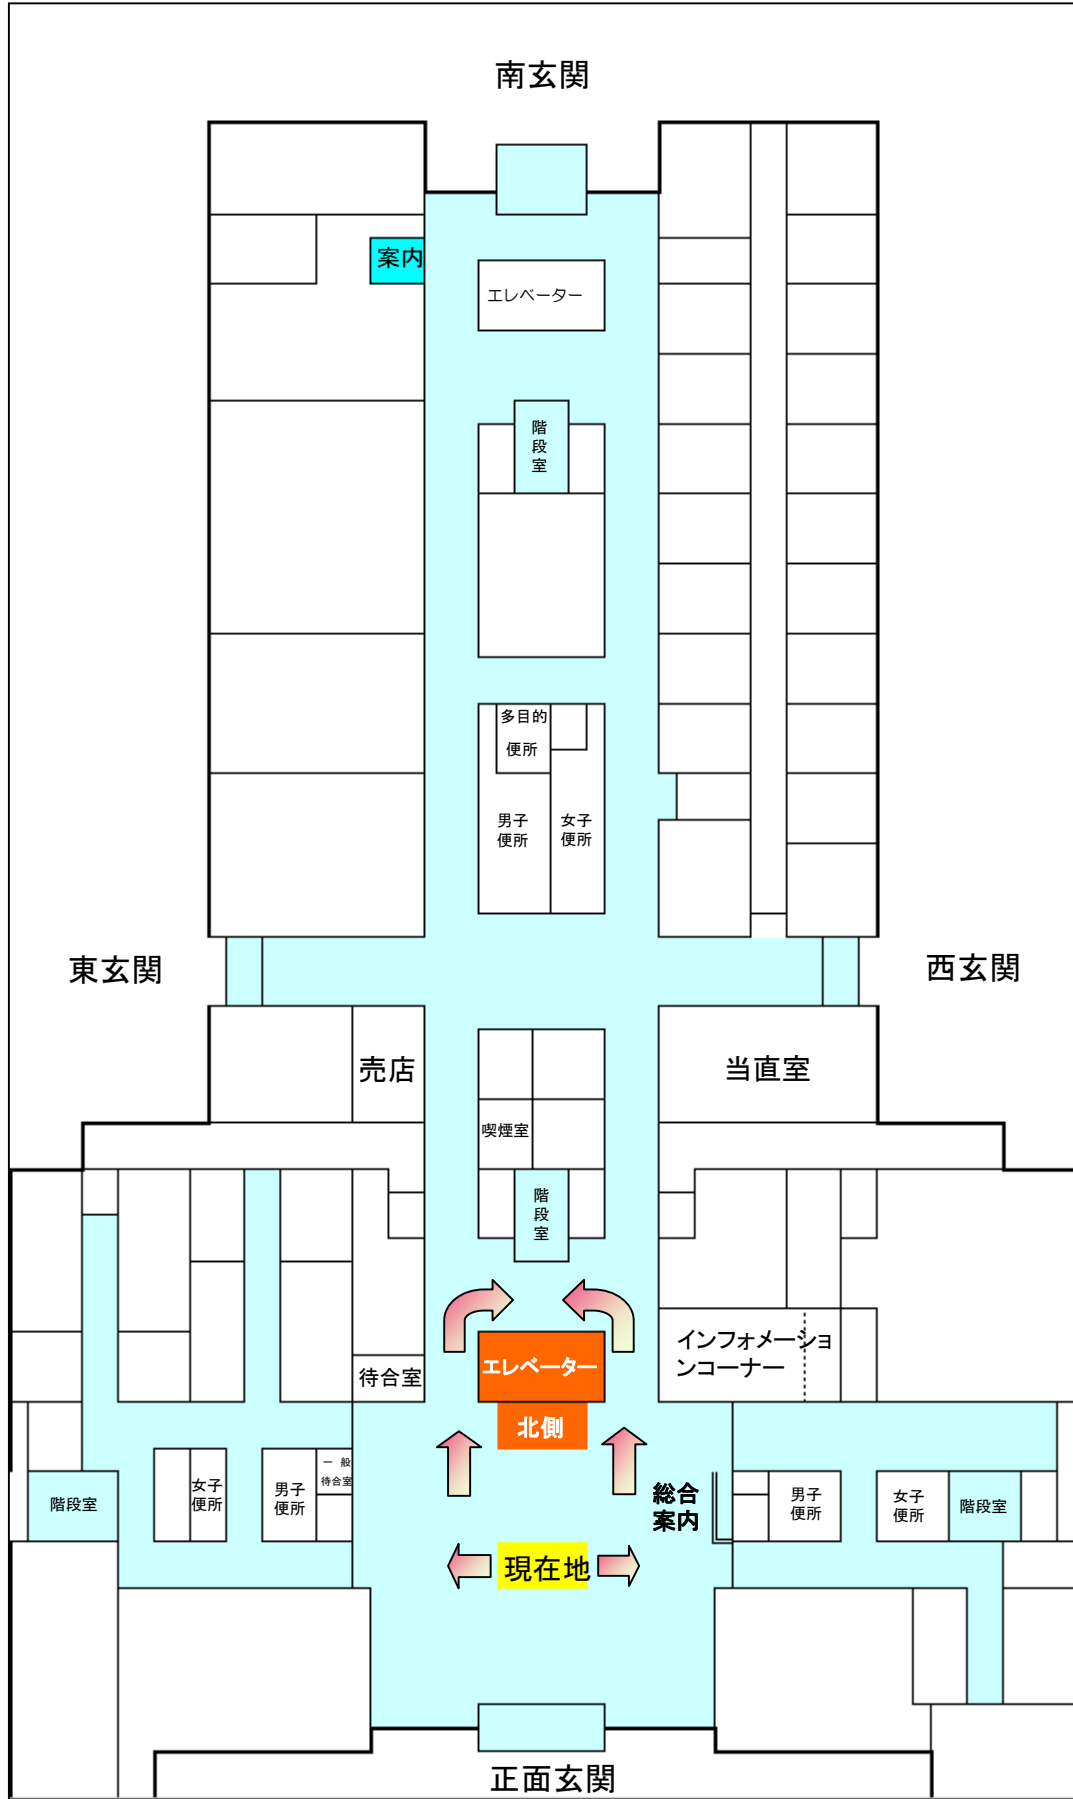 南玄関
案内
エレベーター
階
段
室
多目的
便所
男子
便所
女子
便所
東玄関
西玄関
売店
当直室
喫煙室
階
段
室
インフォメーショ
ンコーナー
エレベーター
待合室
北側
一 般
待合室
女子
便所
男子
便所
階段室
総合
案内
男子
便所
女子
便所
階段室
現在地
正面玄関